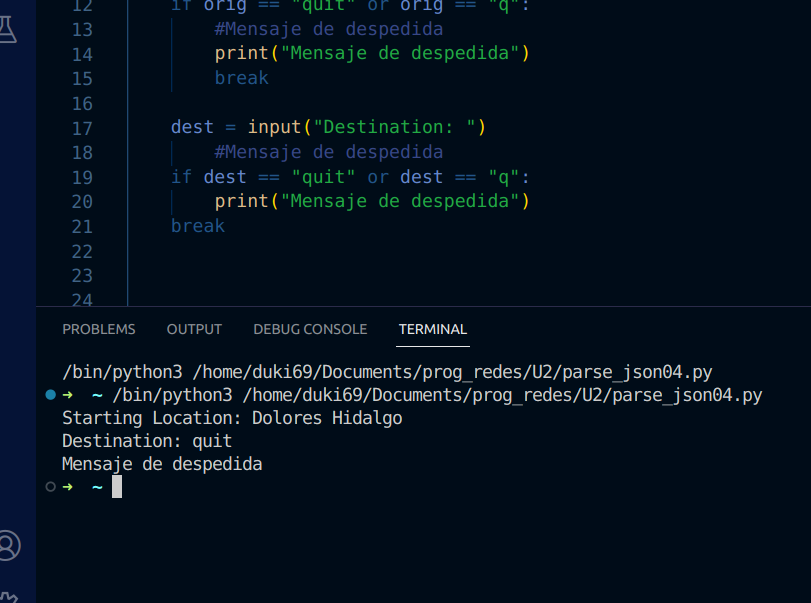 12 if orig == "quit" or orig == "q":
13 #Mensaje de despedida
14 print("Mensaje de despedida")
15 break
16
17 dest = input("Destination: ")
18 #Mensaje de despedida
19 if dest == "quit" or dest == "q":
20 print("Mensaje de despedida")
21 break
22
23
24
PROBLEMS OUTPUT DEBUG CONSOLE TERMINAL
/bin/python3 /home/duki69/Documents/prog_redes/U2/parse_json04.py
➜ ~ /bin/python3 /home/duki69/Documents/prog_redes/U2/parse_json04.py
Starting Location: Dolores Hidalgo
Destination: quit
Mensaje de despedida
➜ ~